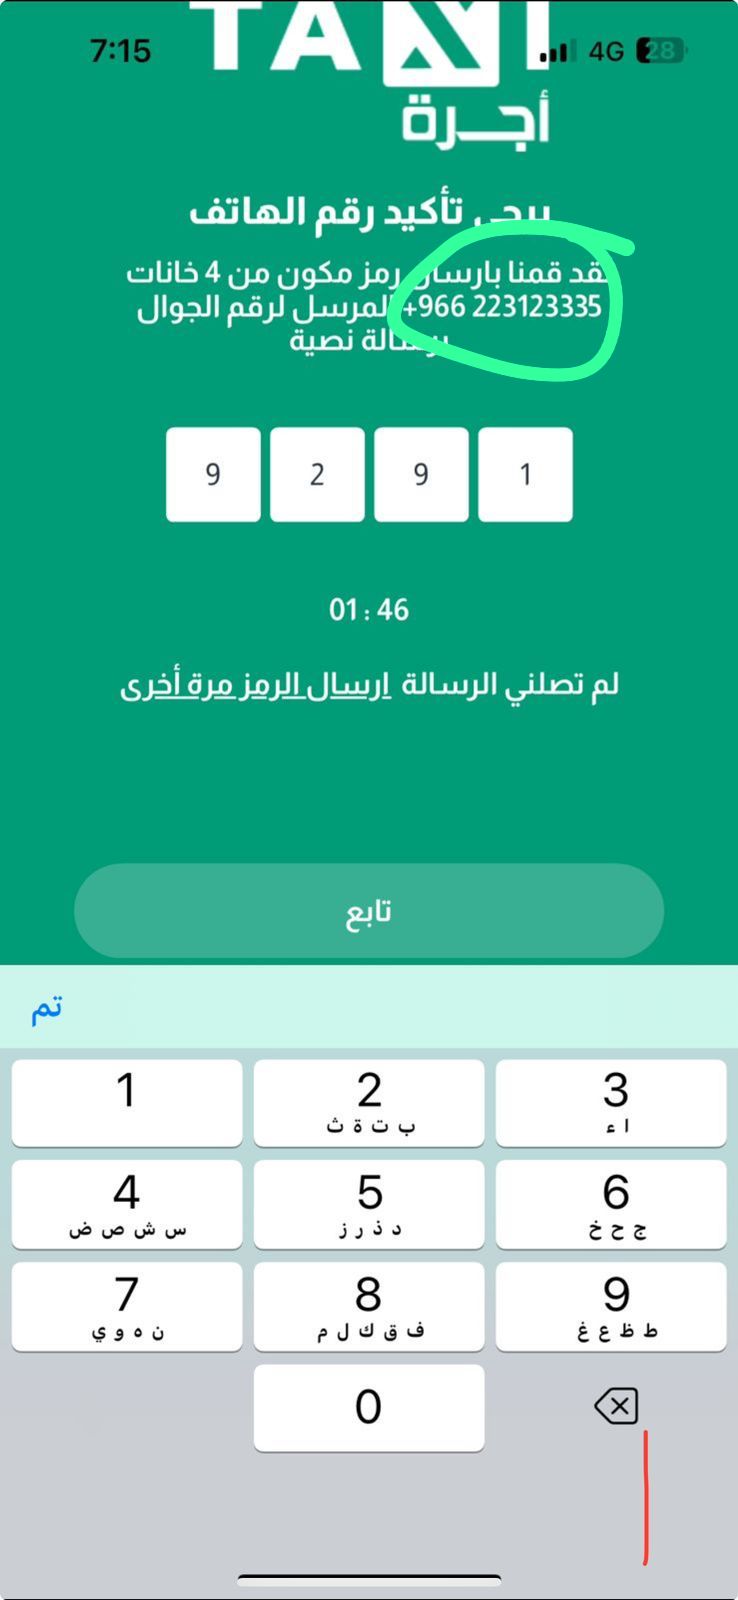 7:15
4G 28
TAXI
أجرة
يرجى تأكيد رقم الهاتف
لقد قمنا بارسال رمز مكون من 4 خانات
المرسل لرقم الجوال +966 223123335
برسالة نصية
9 2 9 1
01 : 46
لم تصلني الرسالة ارسال الرمز مرة أخرى
تابع
تم
1
2
ب ت ة ث
3
ا ء
4
س ش ص ض
5
د ذ ر ز
6
ج ح خ
7
ن ه و ي
8
ف ق ك ل م
9
ط ظ ع غ
0